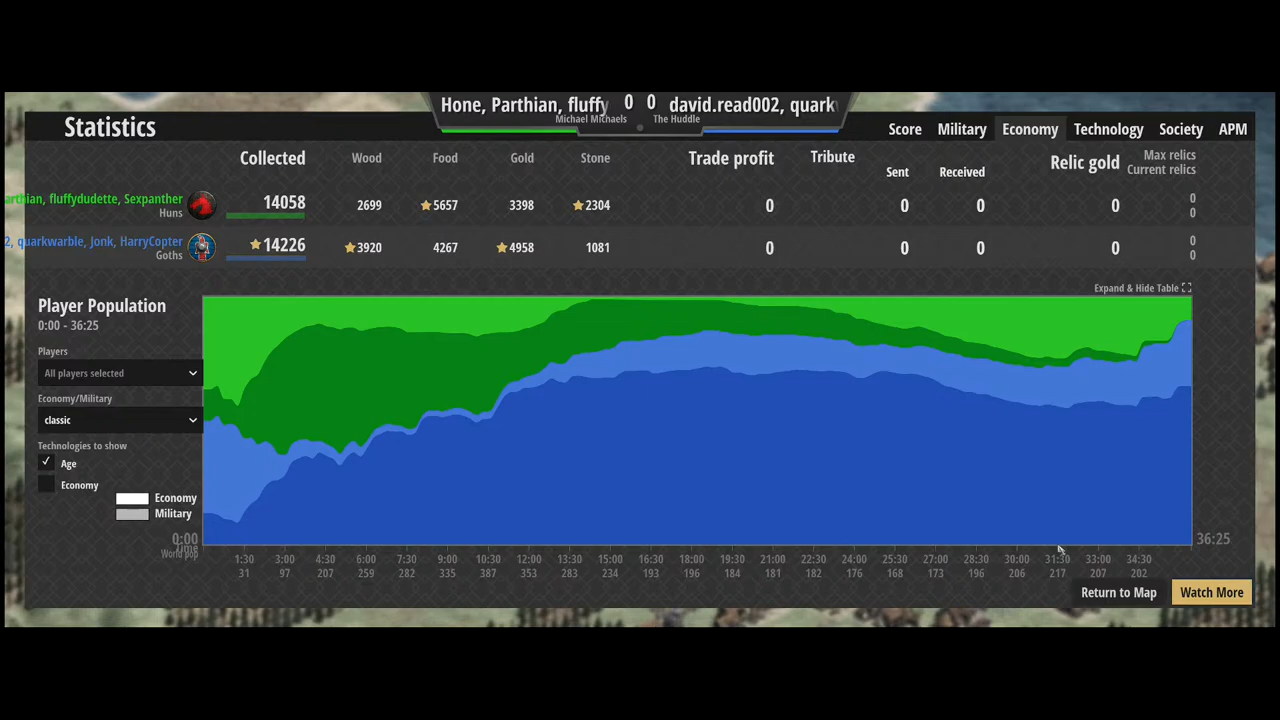 Hone, Parthian, fluffy 0 0 david.read002, quark
Michael Michaels The Huddle
Statistics
Score Military Economy Technology Society APM
Collected Wood Food Gold Stone Trade profit Tribute Sent Received Relic gold Max relics
Current relics
arthian, fluffydudette, Sexpanther 14058 2699 5657 3398 2304 0 0 0 0 0
Huns 0
2, quarkwarble, Jonk, HarryCopter 14226 3920 4267 4958 1081 0 0 0 0 0
Goths 0
Expand & Hide Table
Player Population
0:00 - 36:25
Players
All players selected
Economy/Military
classic
Technologies to show
Age
Economy
Economy
Military
0:00 36:25
Time 1:30 3:00 4:30 6:00 7:30 9:00 10:30 12:00 13:30 15:00 16:30 18:00 19:30 21:00 22:30 24:00 25:30 27:00 28:30 30:00 31:30 33:00 34:30
World pop 31 97 207 259 282 335 387 353 283 234 193 196 184 181 182 176 168 173 196 206 217 207 202
Return to Map Watch More